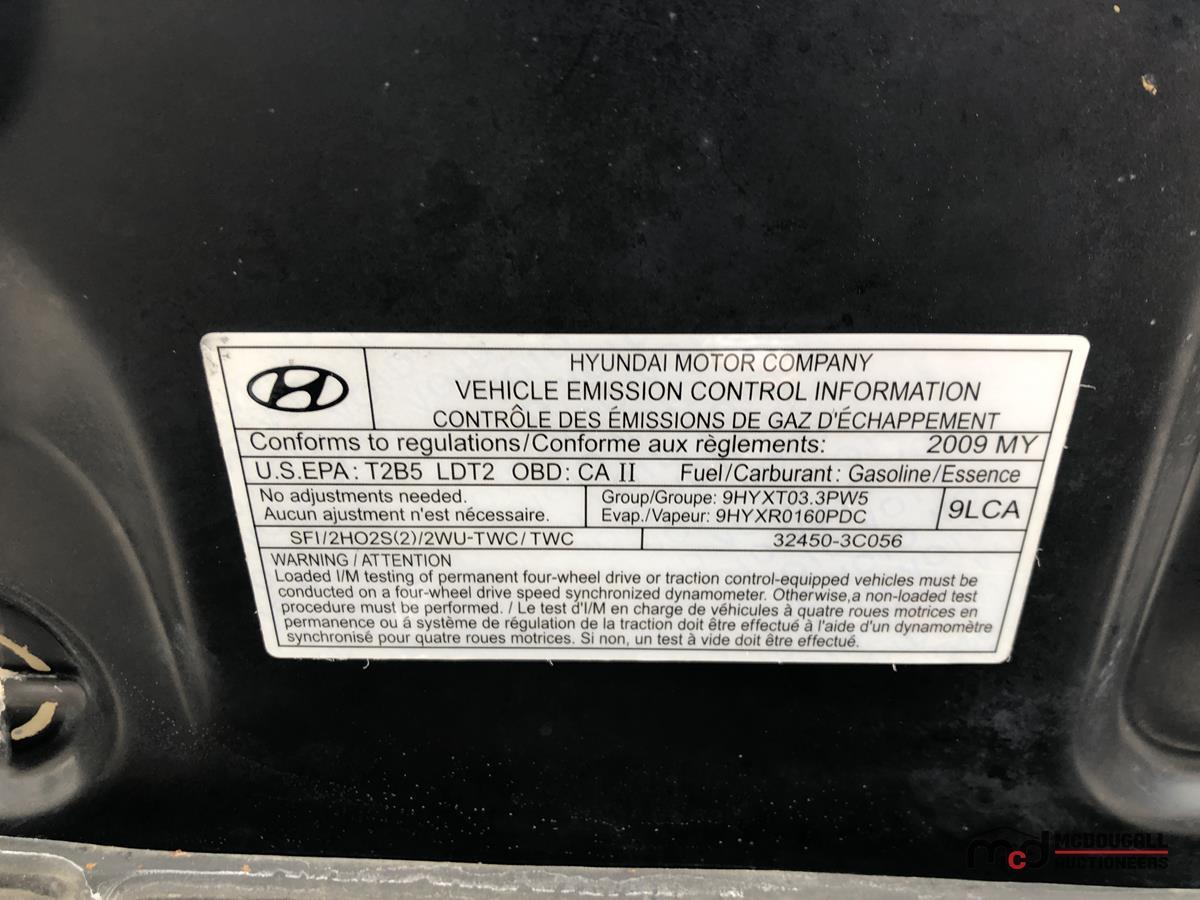 HYUNDAI MOTOR COMPANY
VEHICLE EMISSION CONTROL INFORMATION
CONTRÔLE DES ÉMISSIONS DE GAZ D'ÉCHAPPEMENT
Conforms to regulations/Conforme aux règlements: 2009 MY
U.S.EPA: T2B5 LDT2 OBD: CA II Fuel/Carburant: Gasoline/Essence
No adjustments needed.
Aucun ajustment n'est nécessaire.
Group/Groupe: 9HYXT03.3PW5
Evap./Vapeur: 9HYXR0160PDC
9LCA
SFI/2HO2S(2)/2WU-TWC/TWC
32450-3C056
WARNING / ATTENTION
Loaded I/M testing of permanent four-wheel drive or traction control-equipped vehicles must be
conducted on a four-wheel drive speed synchronized dynamometer. Otherwise,a non-loaded test
procedure must be performed. / Le test d'I/M en charge de véhicules à quatre roues motrices en
permanence ou á système de régulation de la traction doit être effectué à l'aide d'un dynamomètre
synchronisé pour quatre roues motrices. Si non, un test à vide doit être effectué.
mcd MCDOUGALL
AUCTIONEERS